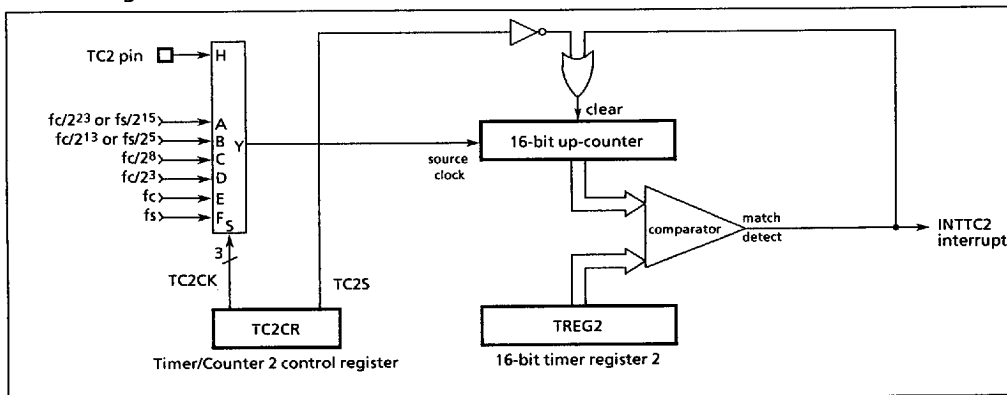 TC2 pin
H
fc/2²³ or fs/2¹⁵
A
fc/2¹³ or fs/2⁵
B
Y
fc/2⁸
C
fc/2³
D
fc
E
fs
F
S
3
TC2CK
TC2S
TC2CR
Timer/Counter 2 control register
clear
16-bit up-counter
source
clock
comparator
match
detect
INTTC2
interrupt
TREG2
16-bit timer register 2